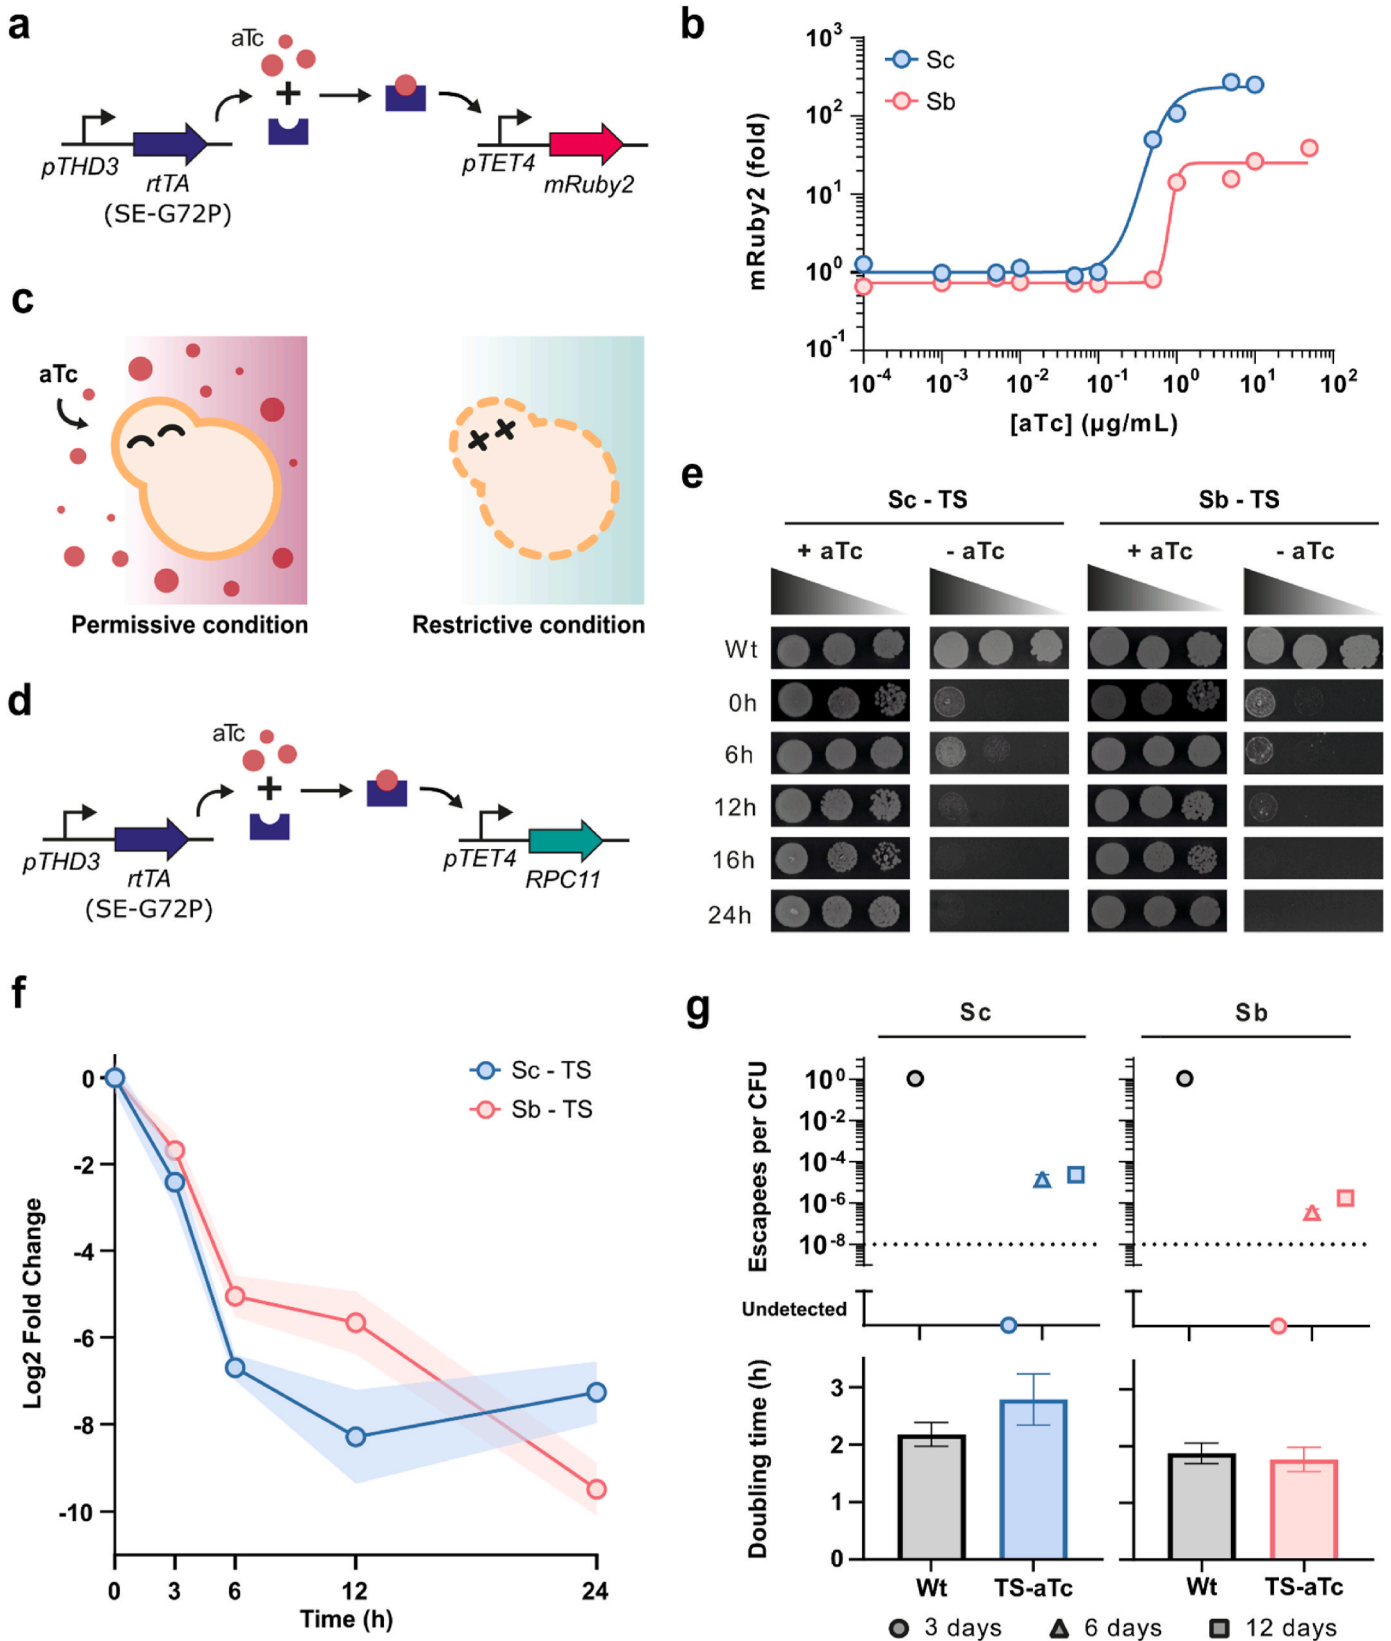 a
aTc
+
pTHD3
rtTA
(SE-G72P)
pTET4
mRuby2
b
mRuby2 (fold)
10³
10²
10¹
10⁰
10⁻¹
Sc
Sb
10⁻⁴ 10⁻³ 10⁻² 10⁻¹ 10⁰ 10¹ 10²
[aTc] (µg/mL)
c
aTc
Permissive condition
Restrictive condition
d
aTc
+
pTHD3
rtTA
(SE-G72P)
pTET4
RPC11
e
Sc - TS Sb - TS
+ aTc - aTc + aTc - aTc
Wt
0h
6h
12h
16h
24h
f
Log2 Fold Change
0
-2
-4
-6
-8
-10
Sc - TS
Sb - TS
0 3 6 12 24
Time (h)
g
Sc Sb
Escapees per CFU
10⁰
10⁻²
10⁻⁴
10⁻⁶
10⁻⁸
Undetected
Doubling time (h)
3
2
1
0
Wt TS-aTc Wt TS-aTc
3 days 6 days 12 days